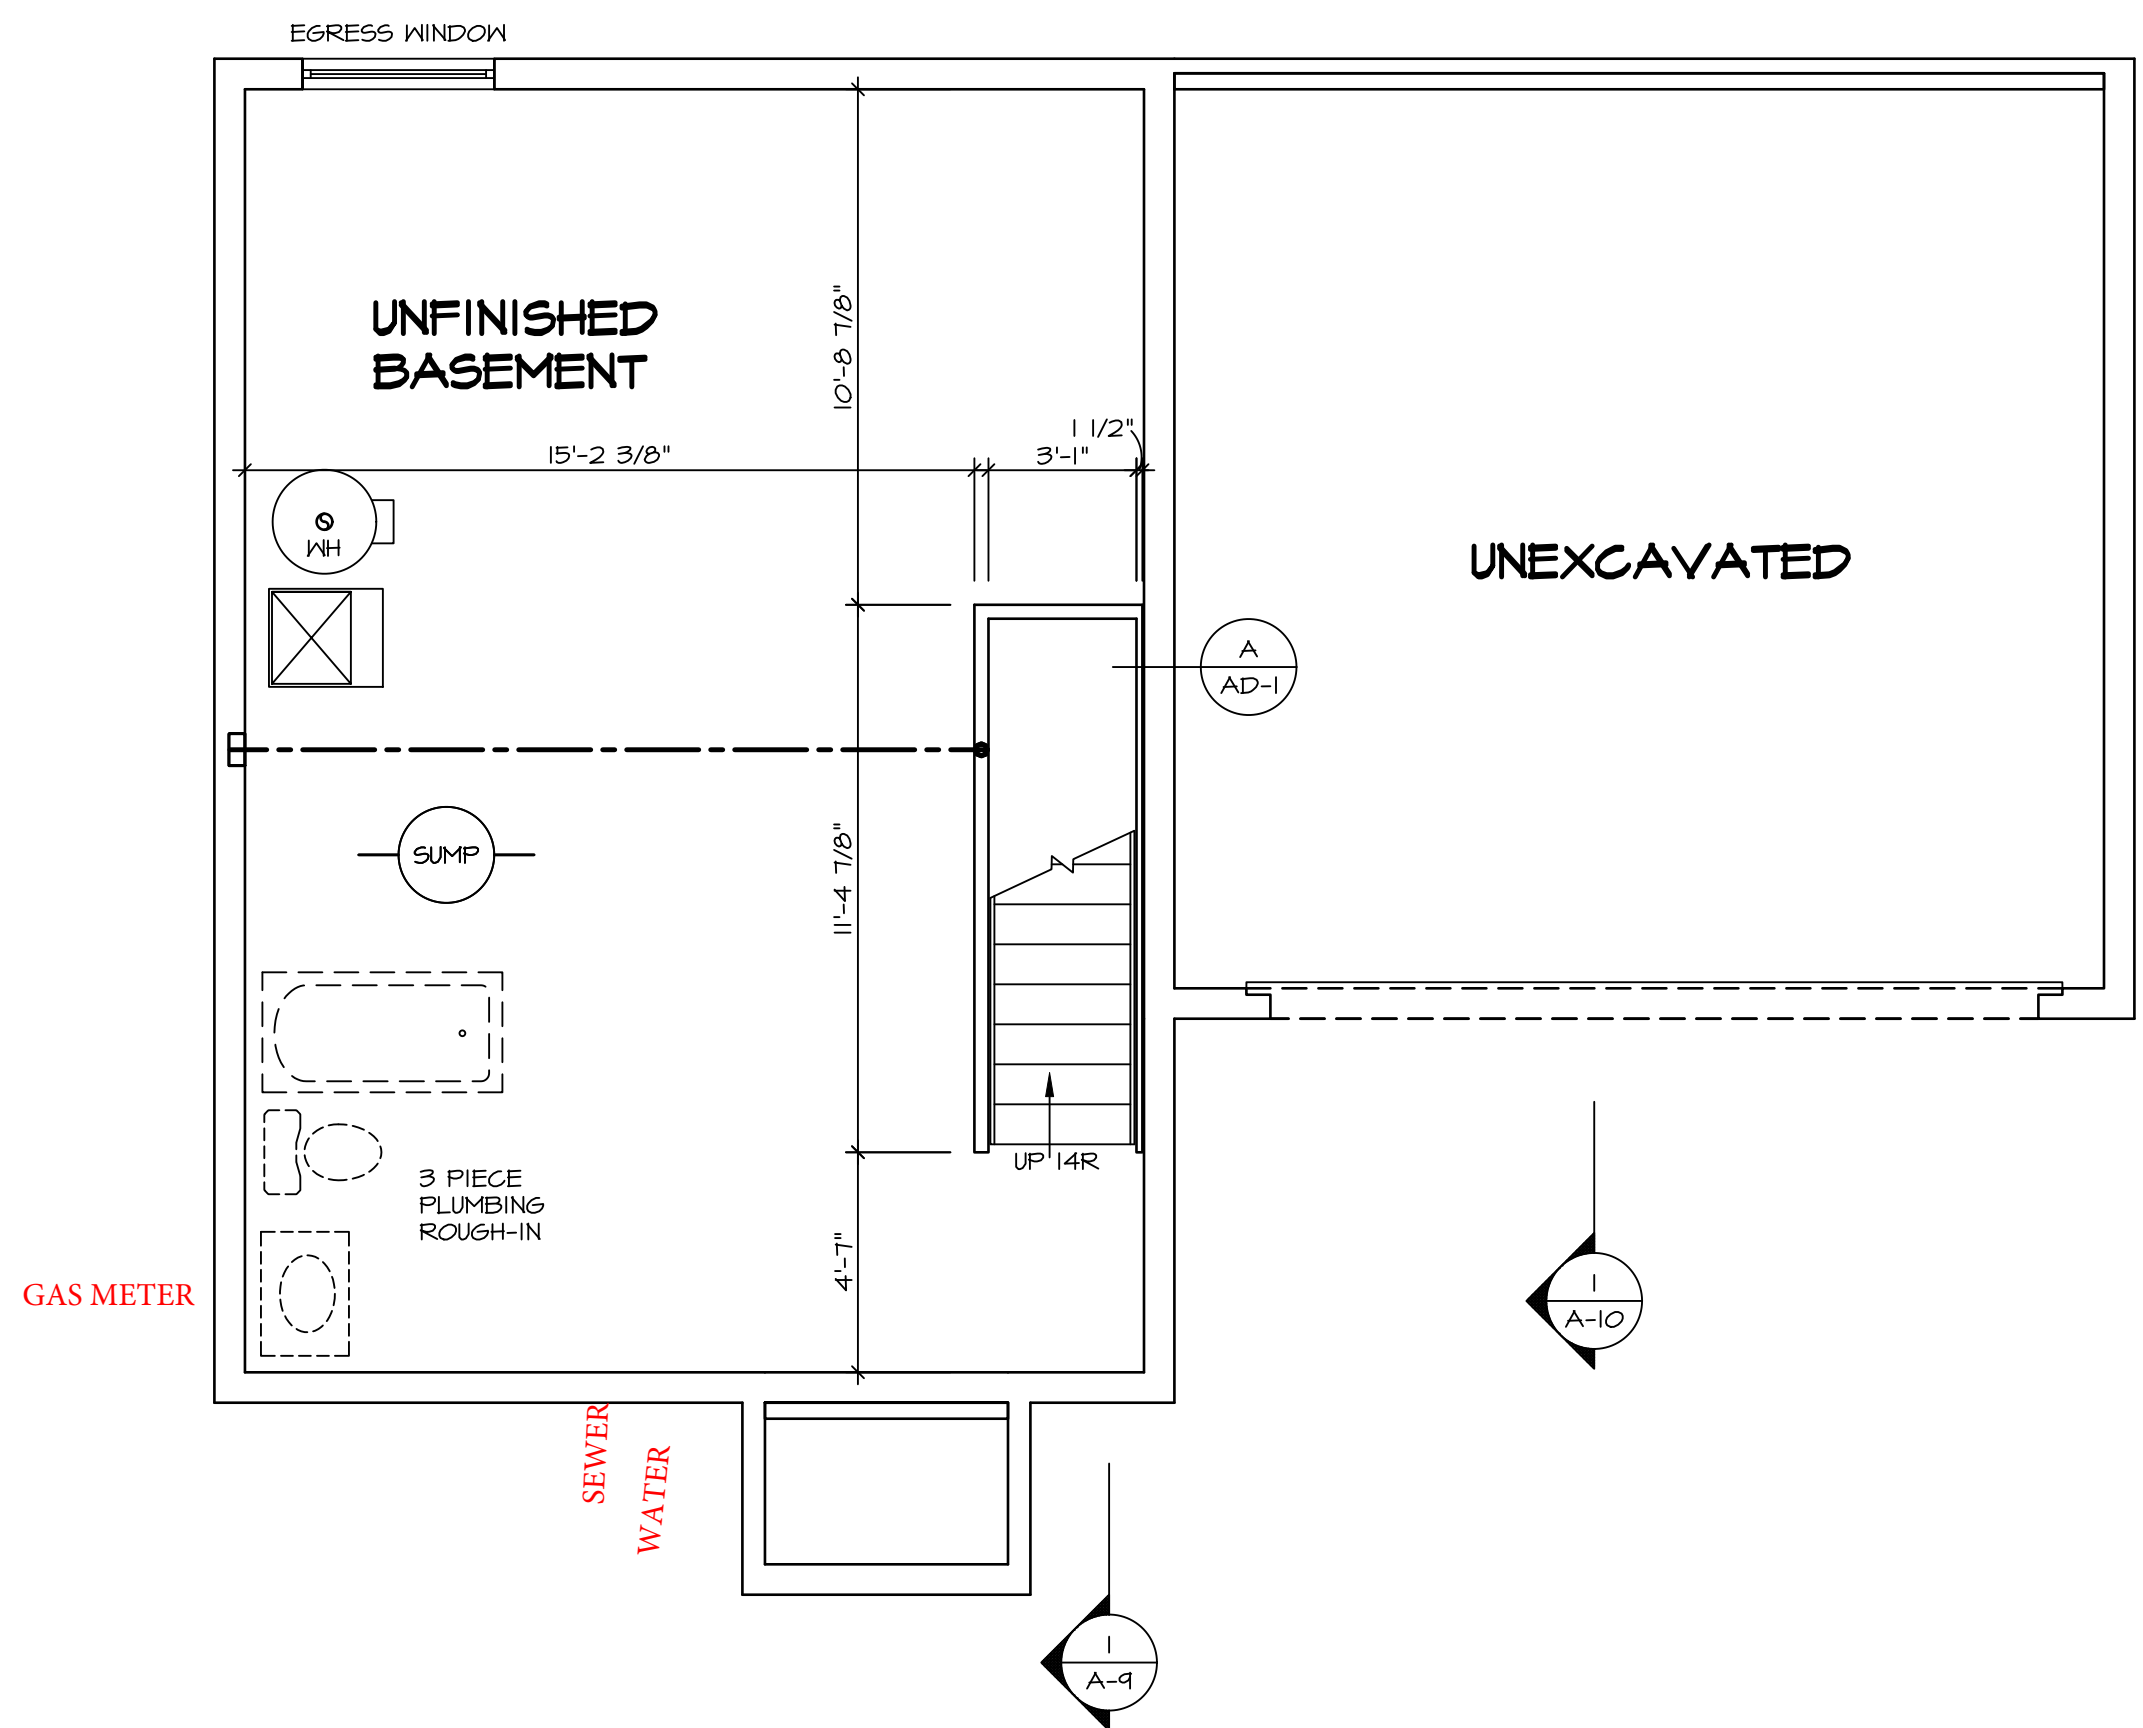 EGRESS WINDOW
UNFINISHED
BASEMENT
10'-8 7/8"
1 1/2"
15'-2 3/8"
3'-1"
WH
UNEXCAVATED
A
AD-1
SUMP
11'-4 7/8"
UP 14R
3 PIECE
PLUMBING
ROUGH-IN
4'-7"
GAS METER
1
A-10
SEWER
WATER
1
A-9